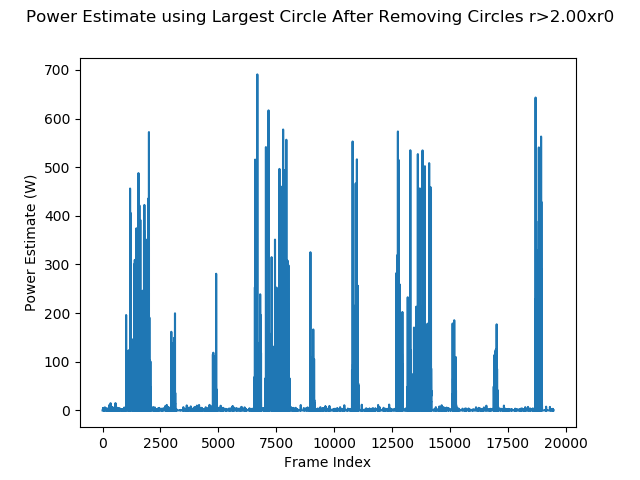 Power Estimate using Largest Circle After Removing Circles r>2.00xr0
700
600
500
400
300
200
100
0
Power Estimate (W)
0 2500 5000 7500 10000 12500 15000 17500 20000
Frame Index